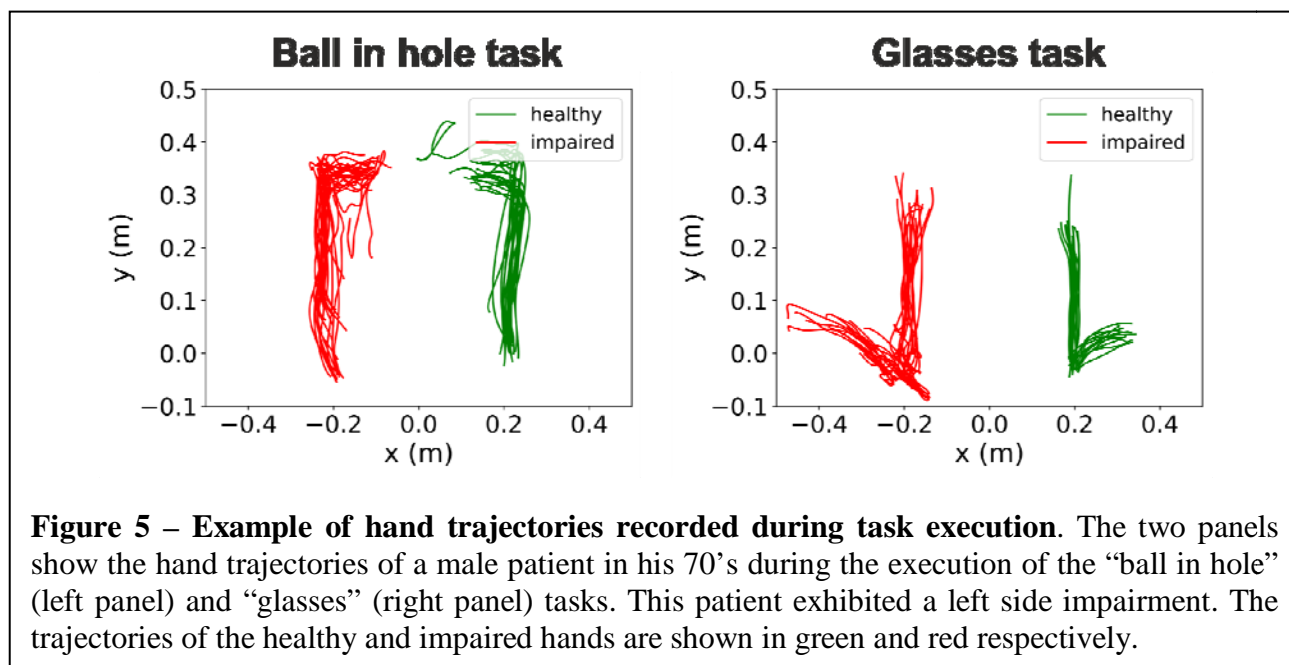 Ball in hole task
Glasses task
0.5
0.4
0.3
0.2
0.1
0.0
−0.1
y (m)
healthy
impaired
−0.4 −0.2 0.0 0.2 0.4
x (m)
0.5
0.4
0.3
0.2
0.1
0.0
−0.1
y (m)
healthy
impaired
−0.4 −0.2 0.0 0.2 0.4
x (m)
Figure 5 – Example of hand trajectories recorded during task execution. The two panels
show the hand trajectories of a male patient in his 70’s during the execution of the “ball in hole”
(left panel) and “glasses” (right panel) tasks. This patient exhibited a left side impairment. The
trajectories of the healthy and impaired hands are shown in green and red respectively.